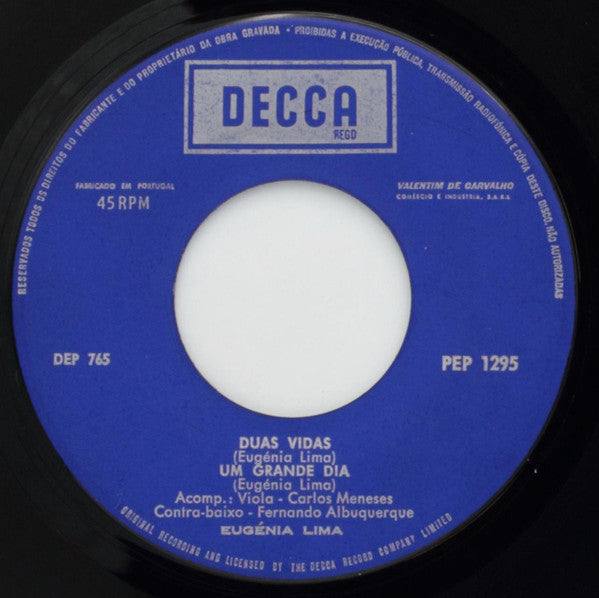 RESERVADOS TODOS OS DIREITOS DO FABRICANTE E DO PROPRIETÁRIO DA OBRA GRAVADA • PROIBIDAS A EXECUÇÃO PÚBLICA, TRANSMISSÃO RADIOFÓNICA E CÓPIA DESTE DISCO, NÃO AUTORIZADAS
DECCA
REGD
FABRICADO EM PORTUGAL
45 RPM
VALENTIM DE CARVALHO
COMÉRCIO E INDÚSTRIA, S.A.R.L
DEP 765
PEP 1295
DUAS VIDAS
(Eugénia Lima)
UM GRANDE DIA
(Eugénia Lima)
Acomp.: Viola - Carlos Meneses
Contra-baixo - Fernando Albuquerque
EUGÉNIA LIMA
ORIGINAL RECORDING AND LICENSED BY THE DECCA RECORD COMPANY LIMITED